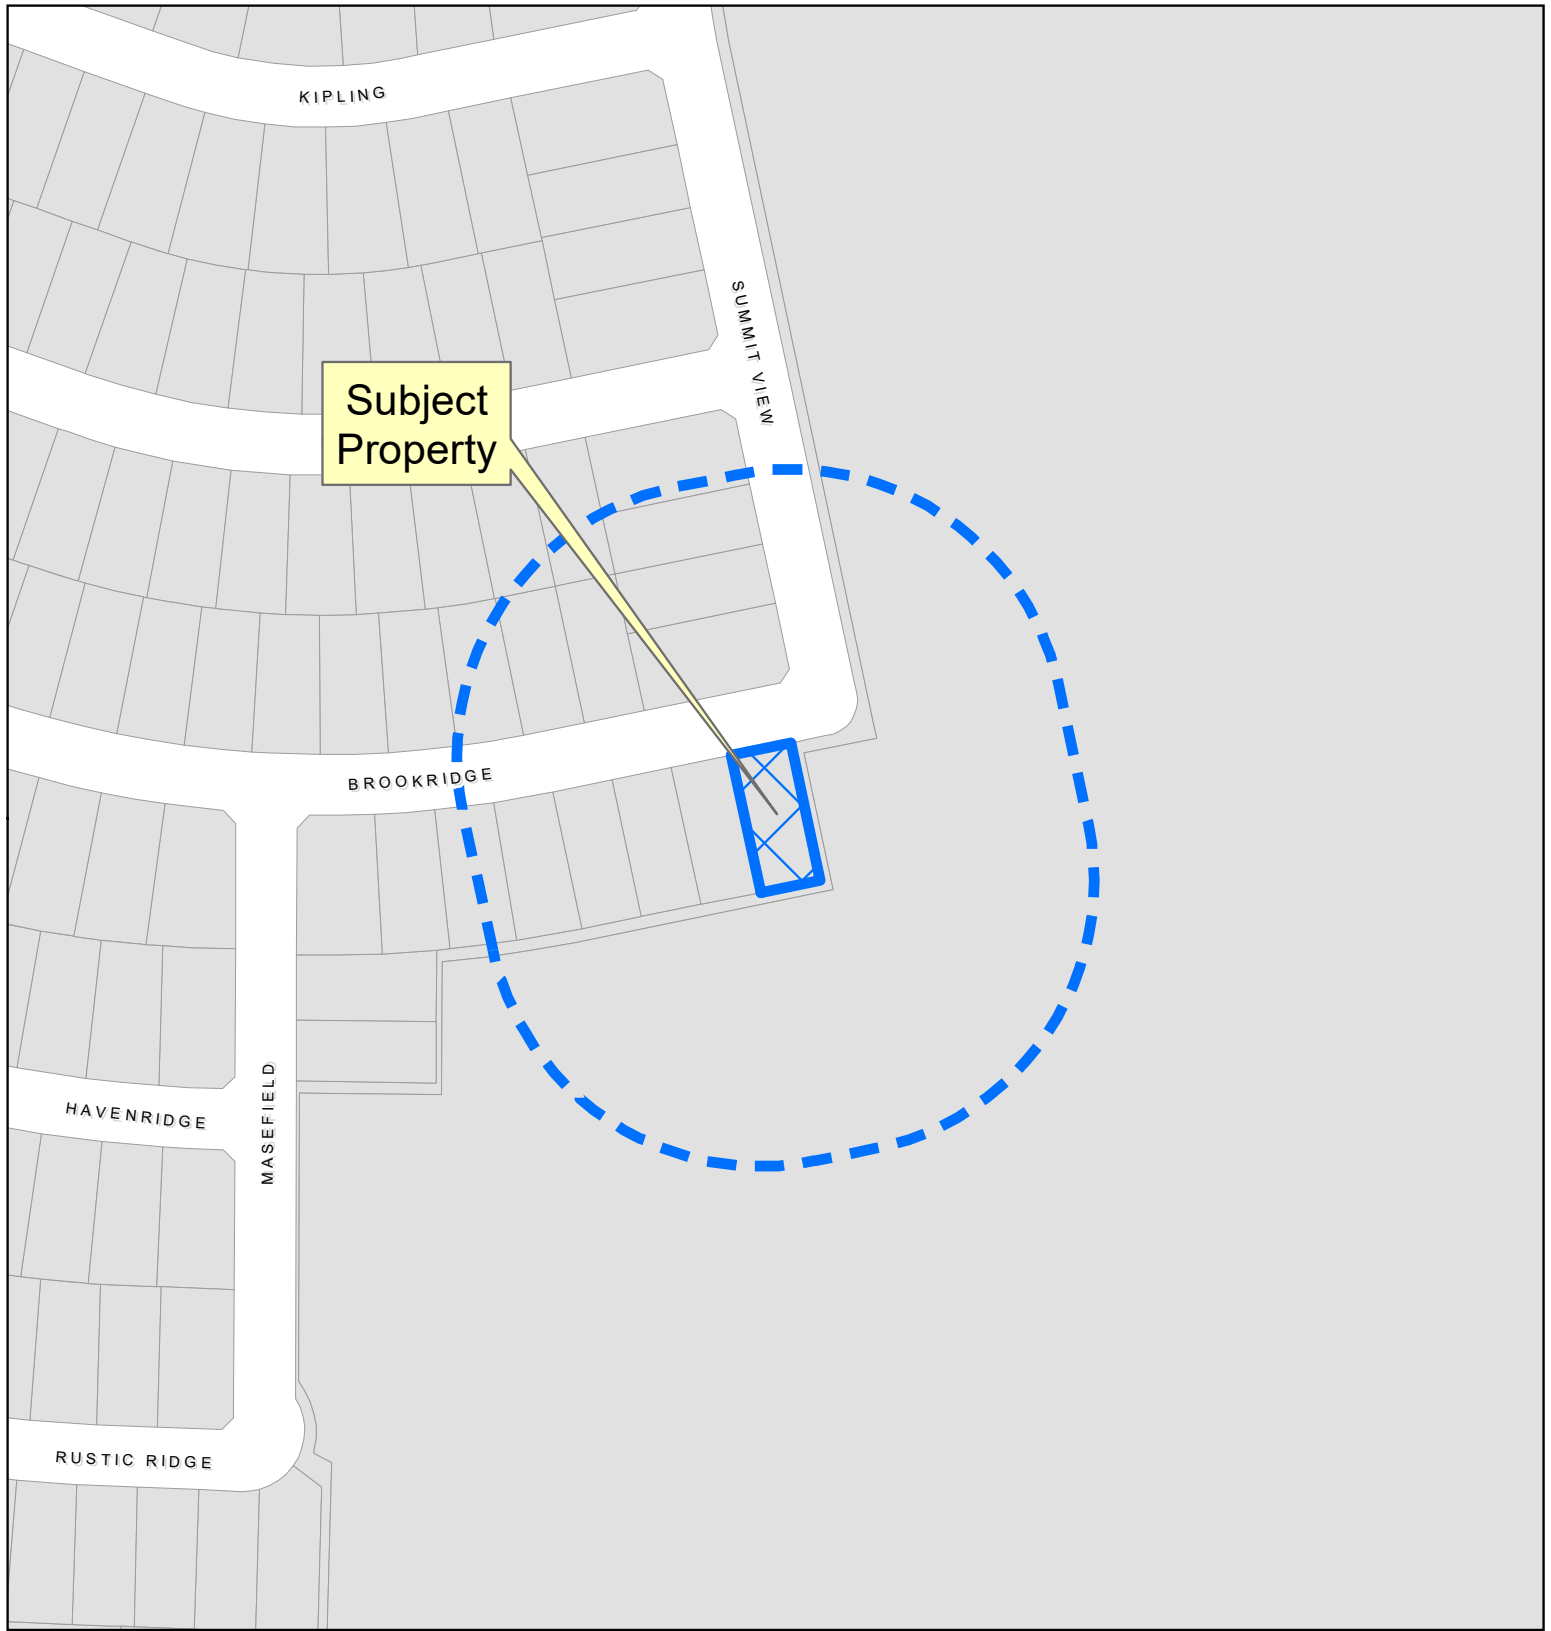 KIPLING
SUMMIT VIEW
Subject
Property
BROOKRIDGE
MASEFIELD
HAVENRIDGE
RUSTIC RIDGE